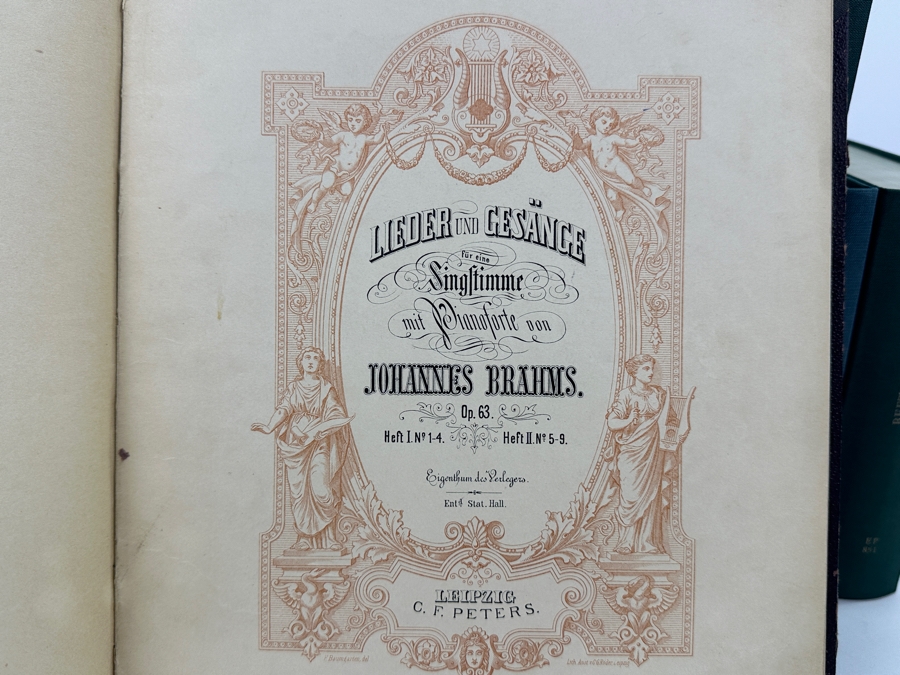 LIEDER UND GESÄNGE
für eine
Singstimme
mit Pianoforte von
JOHANNES BRAHMS.
Op. 63.
Heft I. Nº 1-4. Heft II. Nº 5-9.
Eigenthum des Verlegers.
Entᵈ Stat. Hall.
LEIPZIG
C. F. PETERS.